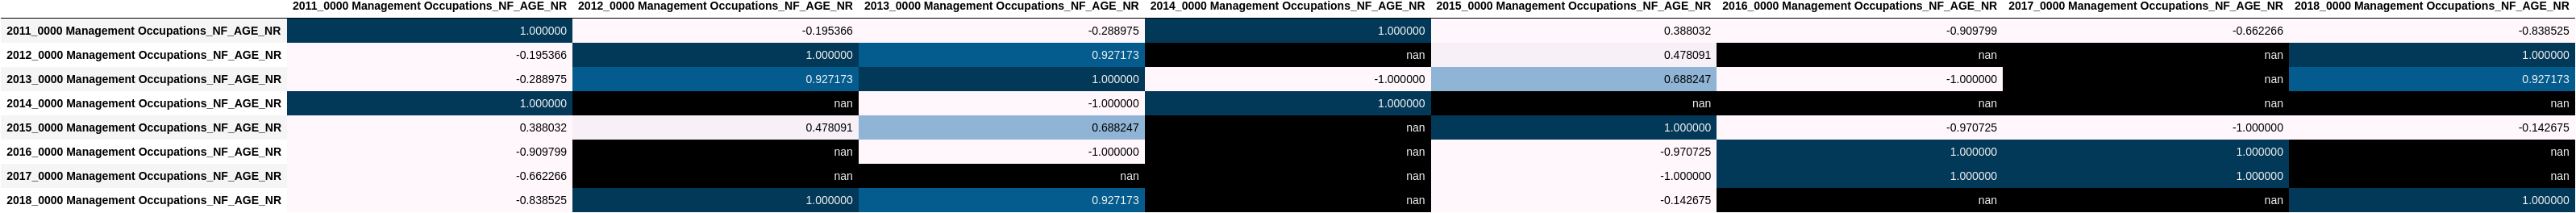 2011_0000 Management Occupations_NF_AGE_NR 2012_0000 Management Occupations_NF_AGE_NR 2013_0000 Management Occupations_NF_AGE_NR 2014_0000 Management Occupations_NF_AGE_NR 2015_0000 Management Occupations_NF_AGE_NR 2016_0000 Management Occupations_NF_AGE_NR 2017_0000 Management Occupations_NF_AGE_NR 2018_0000 Management Occupations_NF_AGE_NR
2011_0000 Management Occupations_NF_AGE_NR 1.000000 -0.195366 -0.288975 1.000000 0.388032 -0.909799 -0.662266 -0.838525
2012_0000 Management Occupations_NF_AGE_NR -0.195366 1.000000 0.927173 nan 0.478091 nan nan 1.000000
2013_0000 Management Occupations_NF_AGE_NR -0.288975 0.927173 1.000000 -1.000000 0.688247 -1.000000 nan 0.927173
2014_0000 Management Occupations_NF_AGE_NR 1.000000 nan -1.000000 1.000000 nan nan nan nan
2015_0000 Management Occupations_NF_AGE_NR 0.388032 0.478091 0.688247 nan 1.000000 -0.970725 -1.000000 -0.142675
2016_0000 Management Occupations_NF_AGE_NR -0.909799 nan -1.000000 nan -0.970725 1.000000 1.000000 nan
2017_0000 Management Occupations_NF_AGE_NR -0.662266 nan nan nan -1.000000 1.000000 1.000000 nan
2018_0000 Management Occupations_NF_AGE_NR -0.838525 1.000000 0.927173 nan -0.142675 nan nan 1.000000